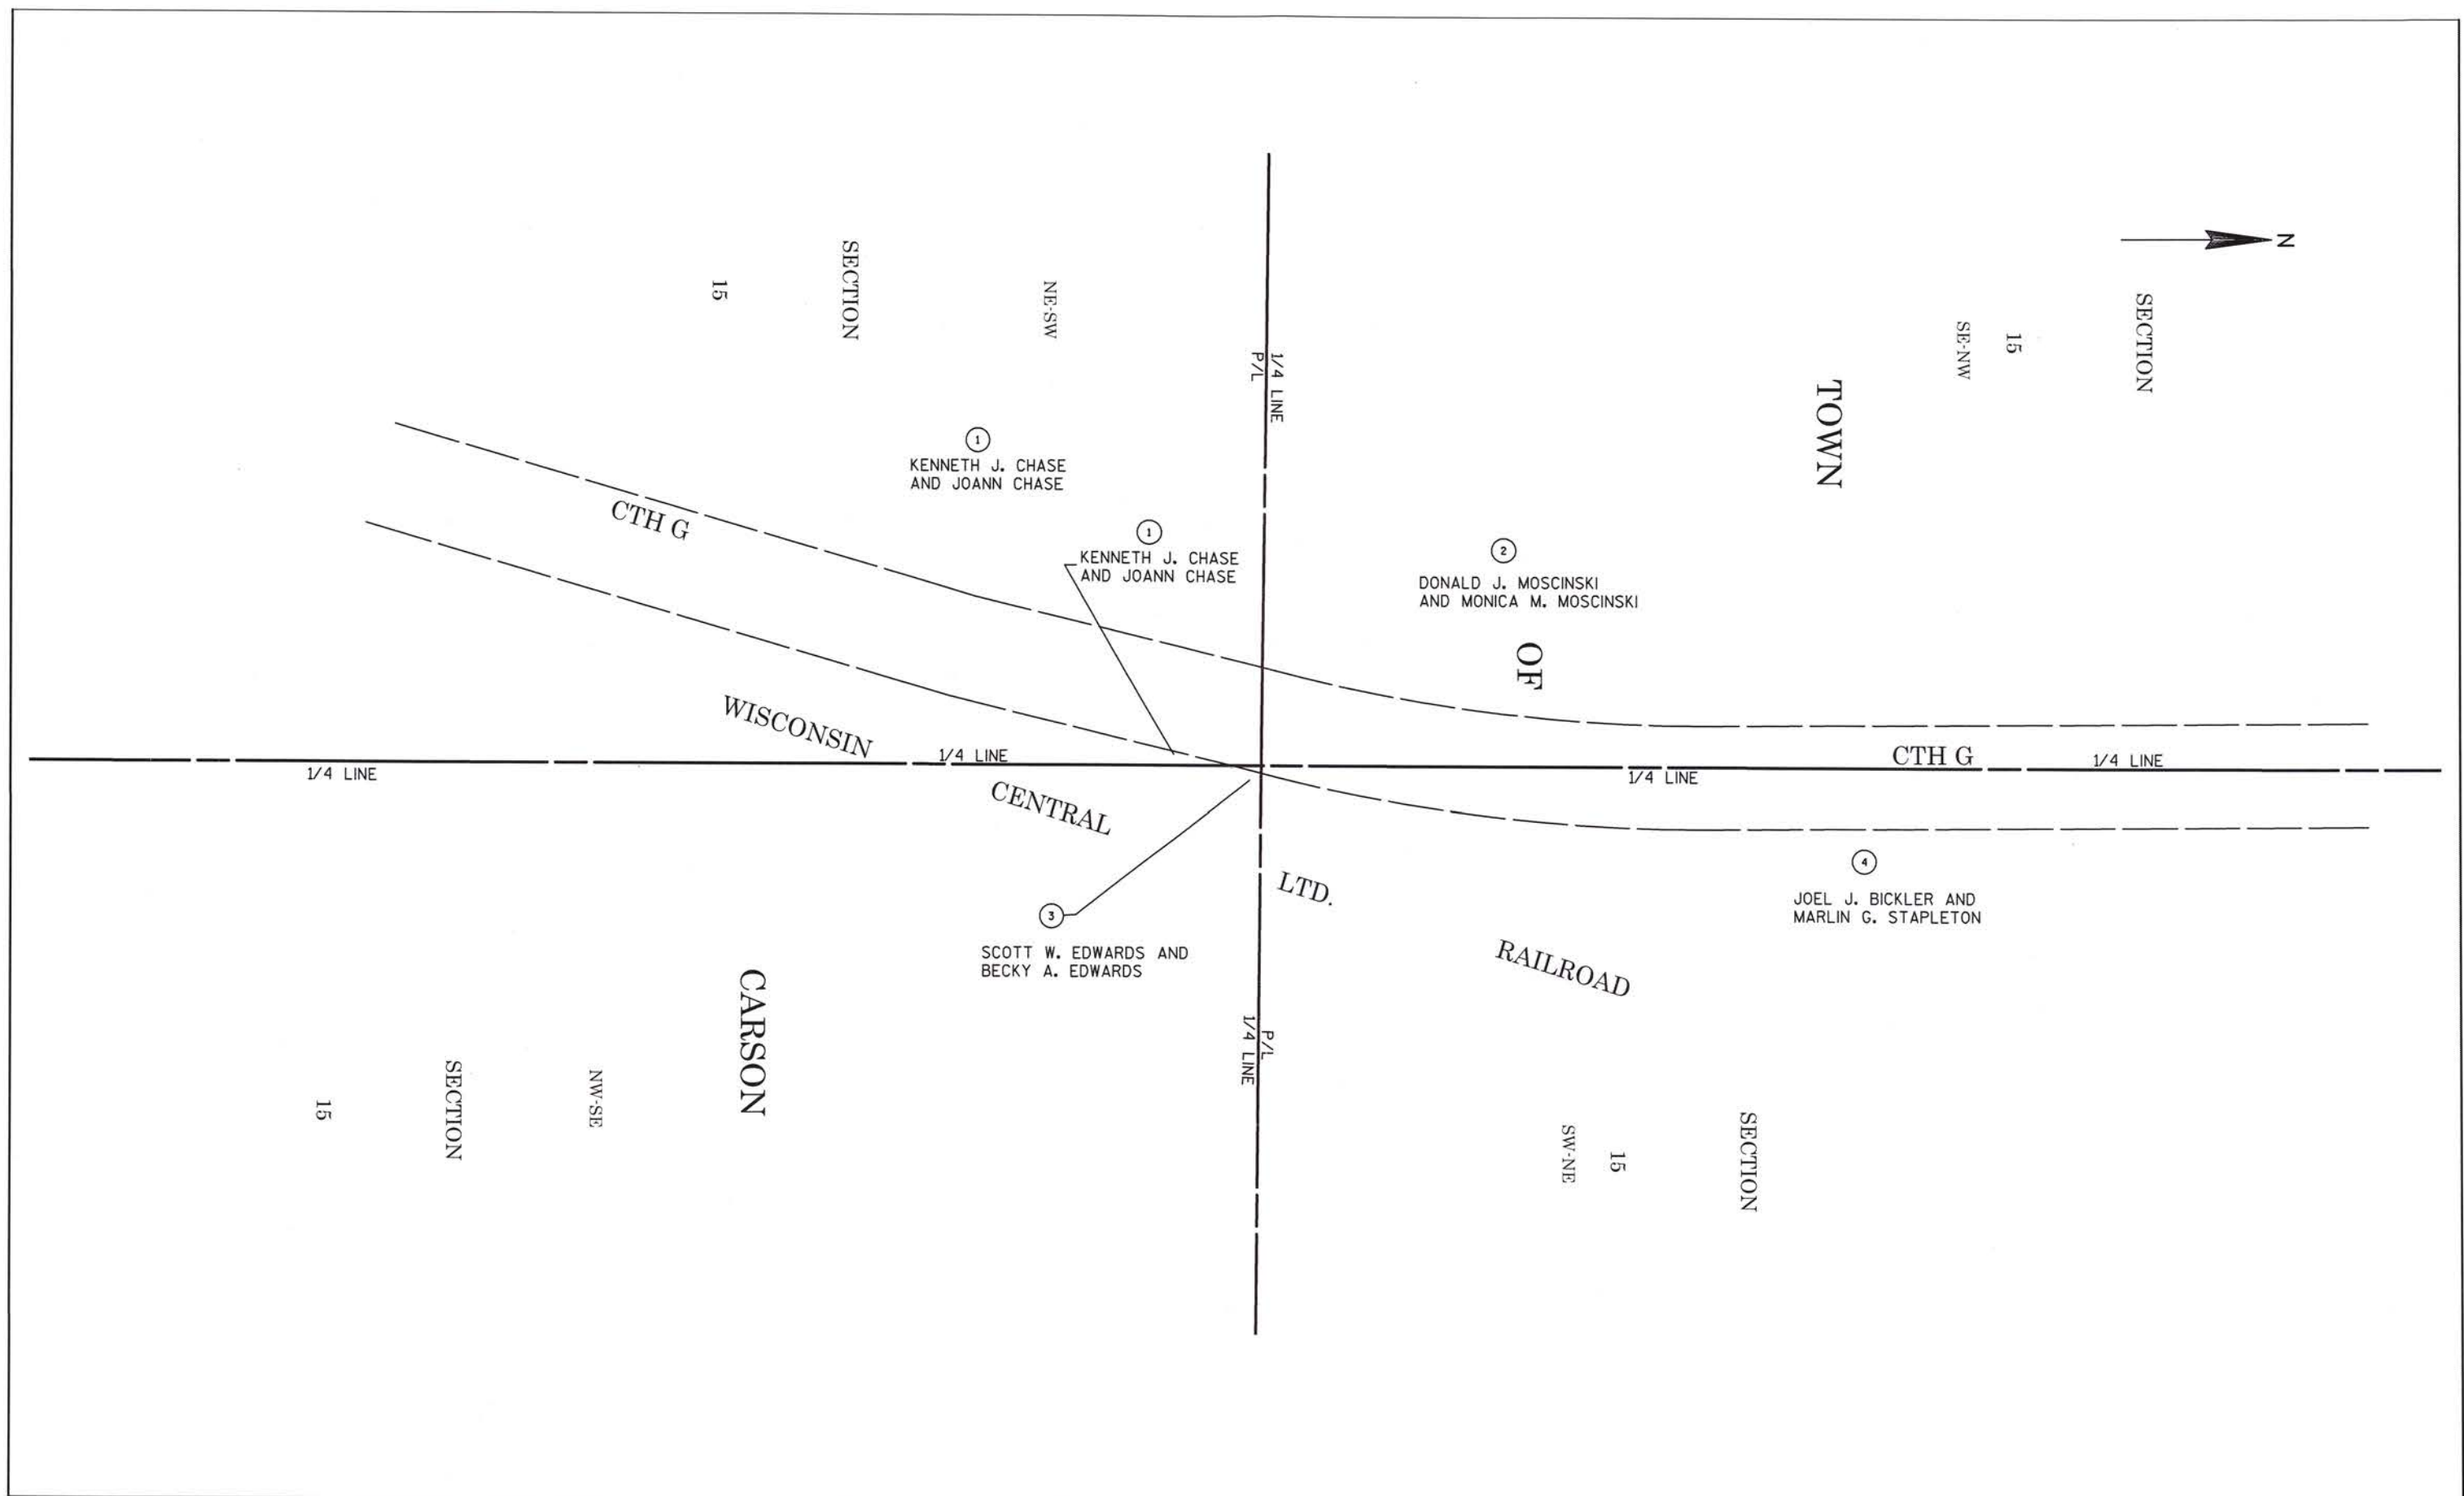 N
SECTION
15
NE-SW
SECTION
15
SE-NW
TOWN
OF
CARSON
1/4 LINE
P/L
1
KENNETH J. CHASE
AND JOANN CHASE
CTH G
1
KENNETH J. CHASE
AND JOANN CHASE
2
DONALD J. MOSCINSKI
AND MONICA M. MOSCINSKI
WISCONSIN
CENTRAL
LTD.
RAILROAD
1/4 LINE
1/4 LINE
1/4 LINE
CTH G
1/4 LINE
3
SCOTT W. EDWARDS AND
BECKY A. EDWARDS
4
JOEL J. BICKLER AND
MARLIN G. STAPLETON
P/L
1/4 LINE
NW-SE
SECTION
15
SECTION
15
SW-NE